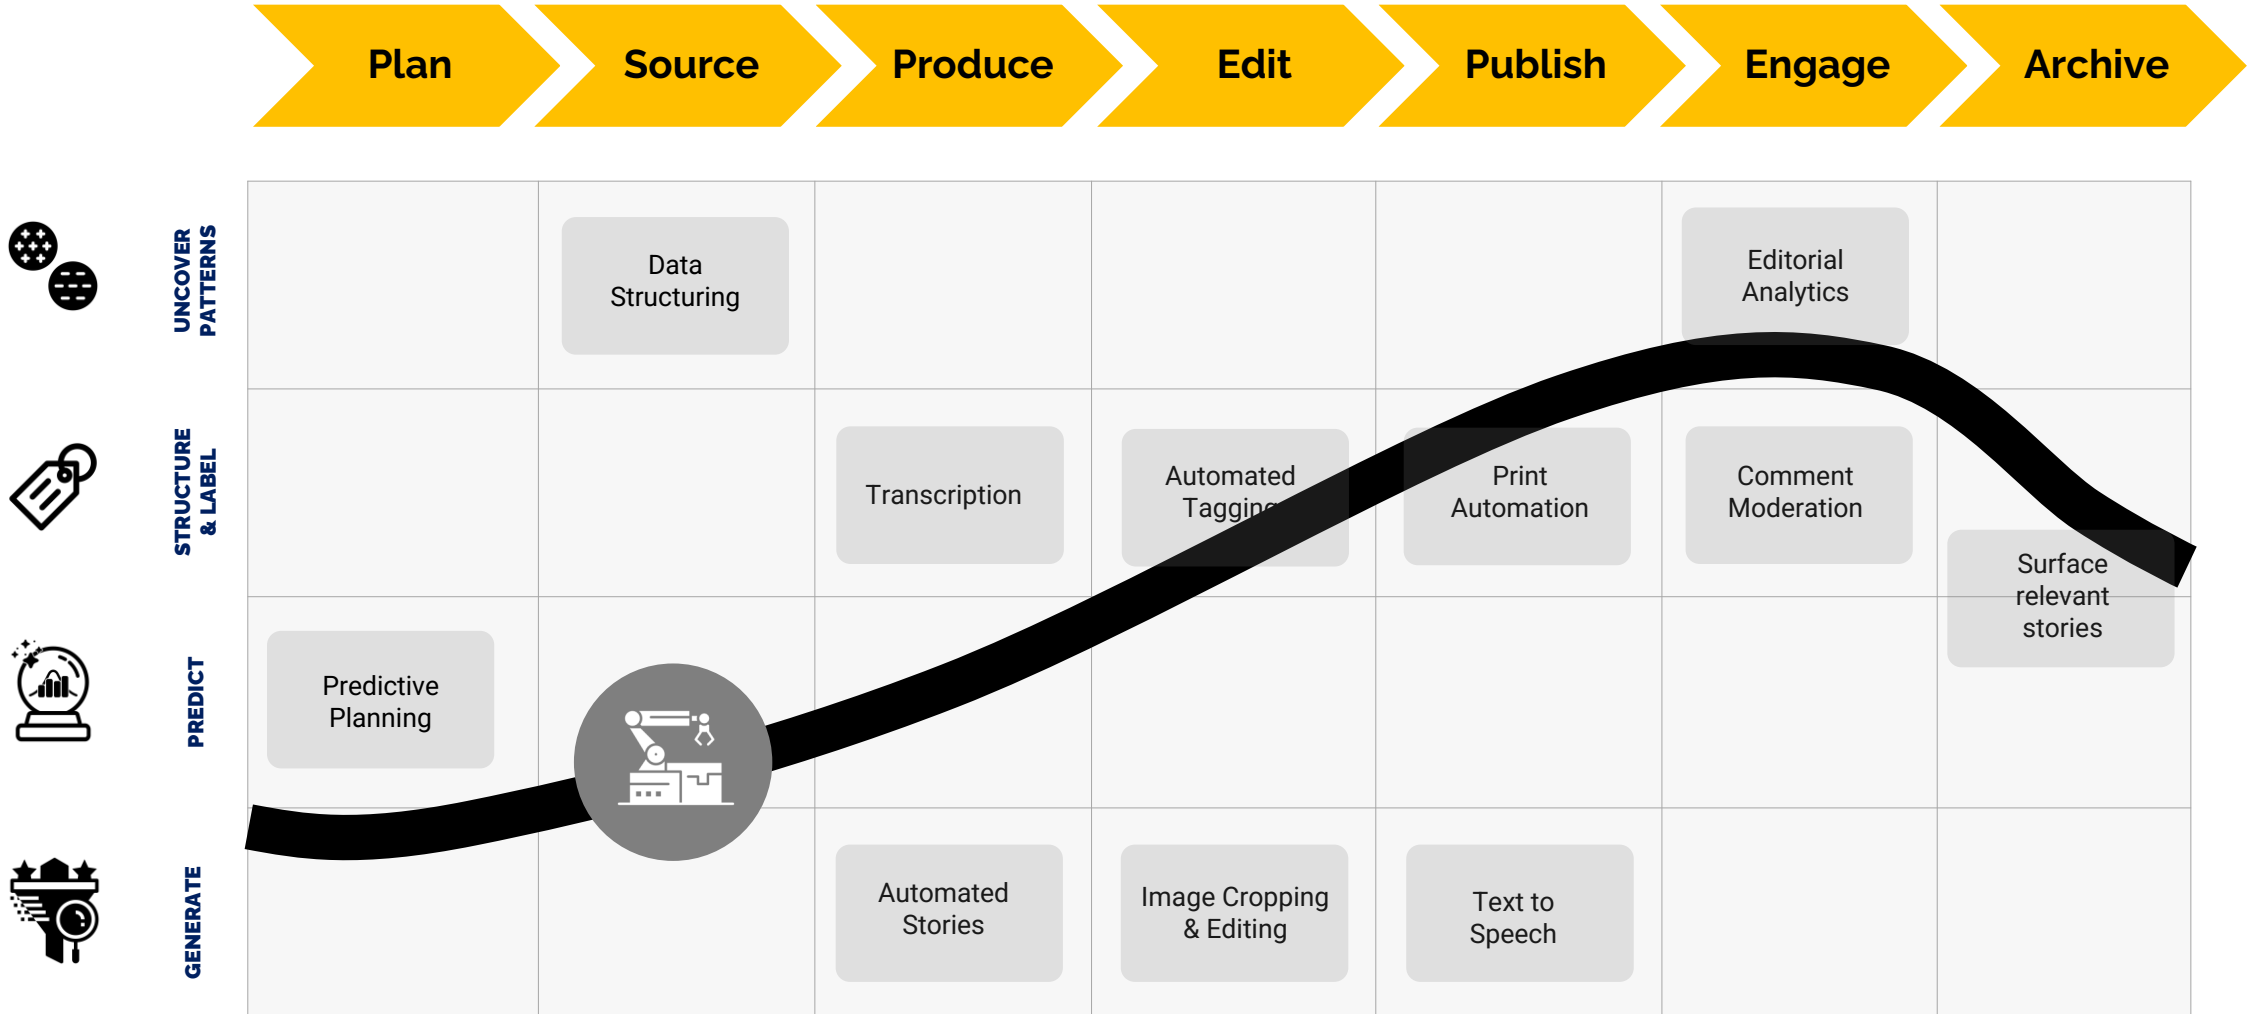 Plan
Source
Produce
Edit
Publish
Engage
Archive
UNCOVER
PATTERNS
Data
Structuring
Editorial
Analytics
STRUCTURE
& LABEL
Transcription
Automated
Tagging
Print
Automation
Comment
Moderation
Surface
relevant
stories
PREDICT
Predictive
Planning
GENERATE
Automated
Stories
Image Cropping
& Editing
Text to
Speech